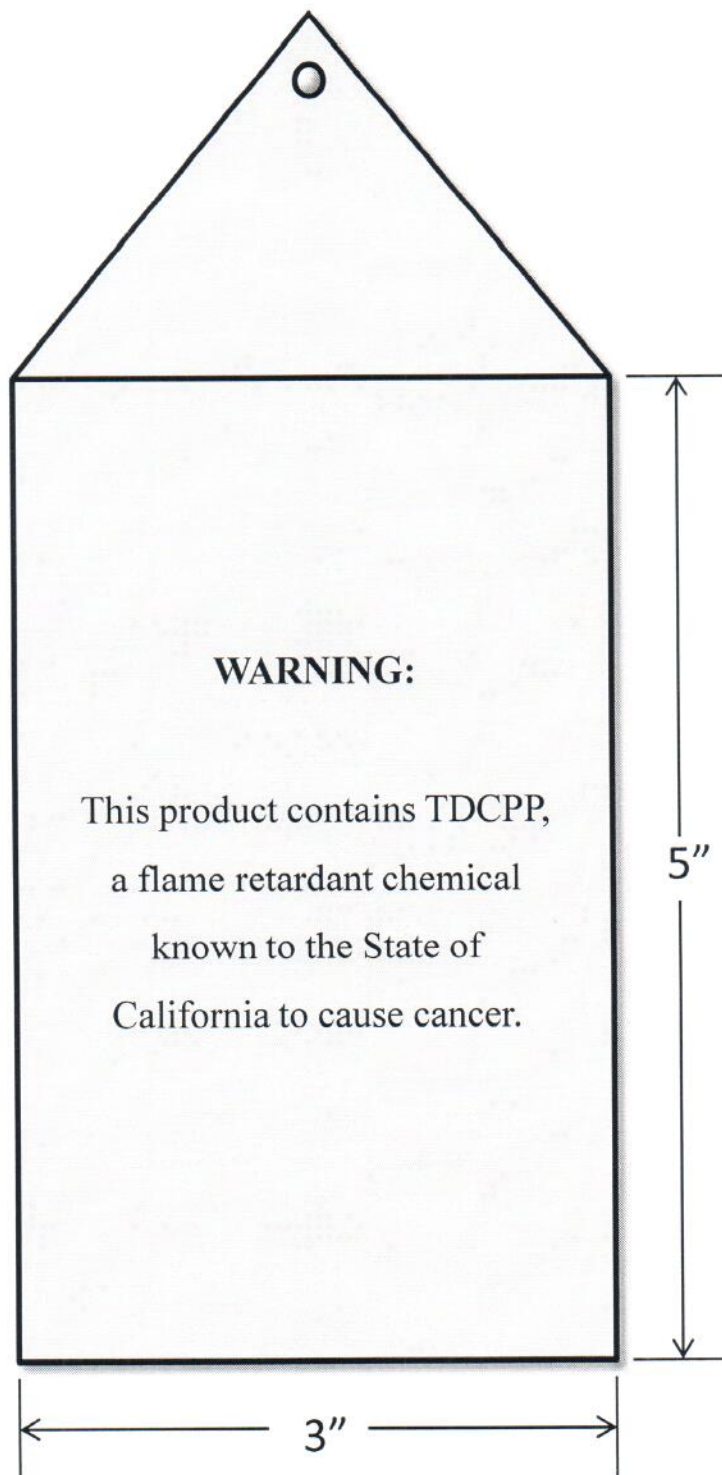 WARNING:
This product contains TDCPP,
a flame retardant chemical
known to the State of
California to cause cancer.
5"
3"